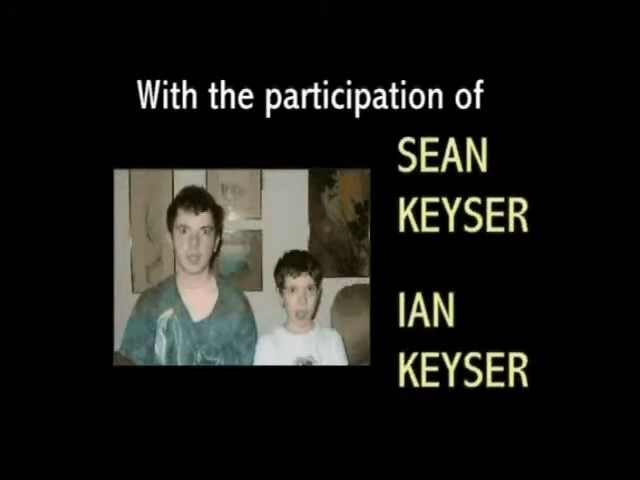 With the participation of
SEAN
KEYSER
IAN
KEYSER